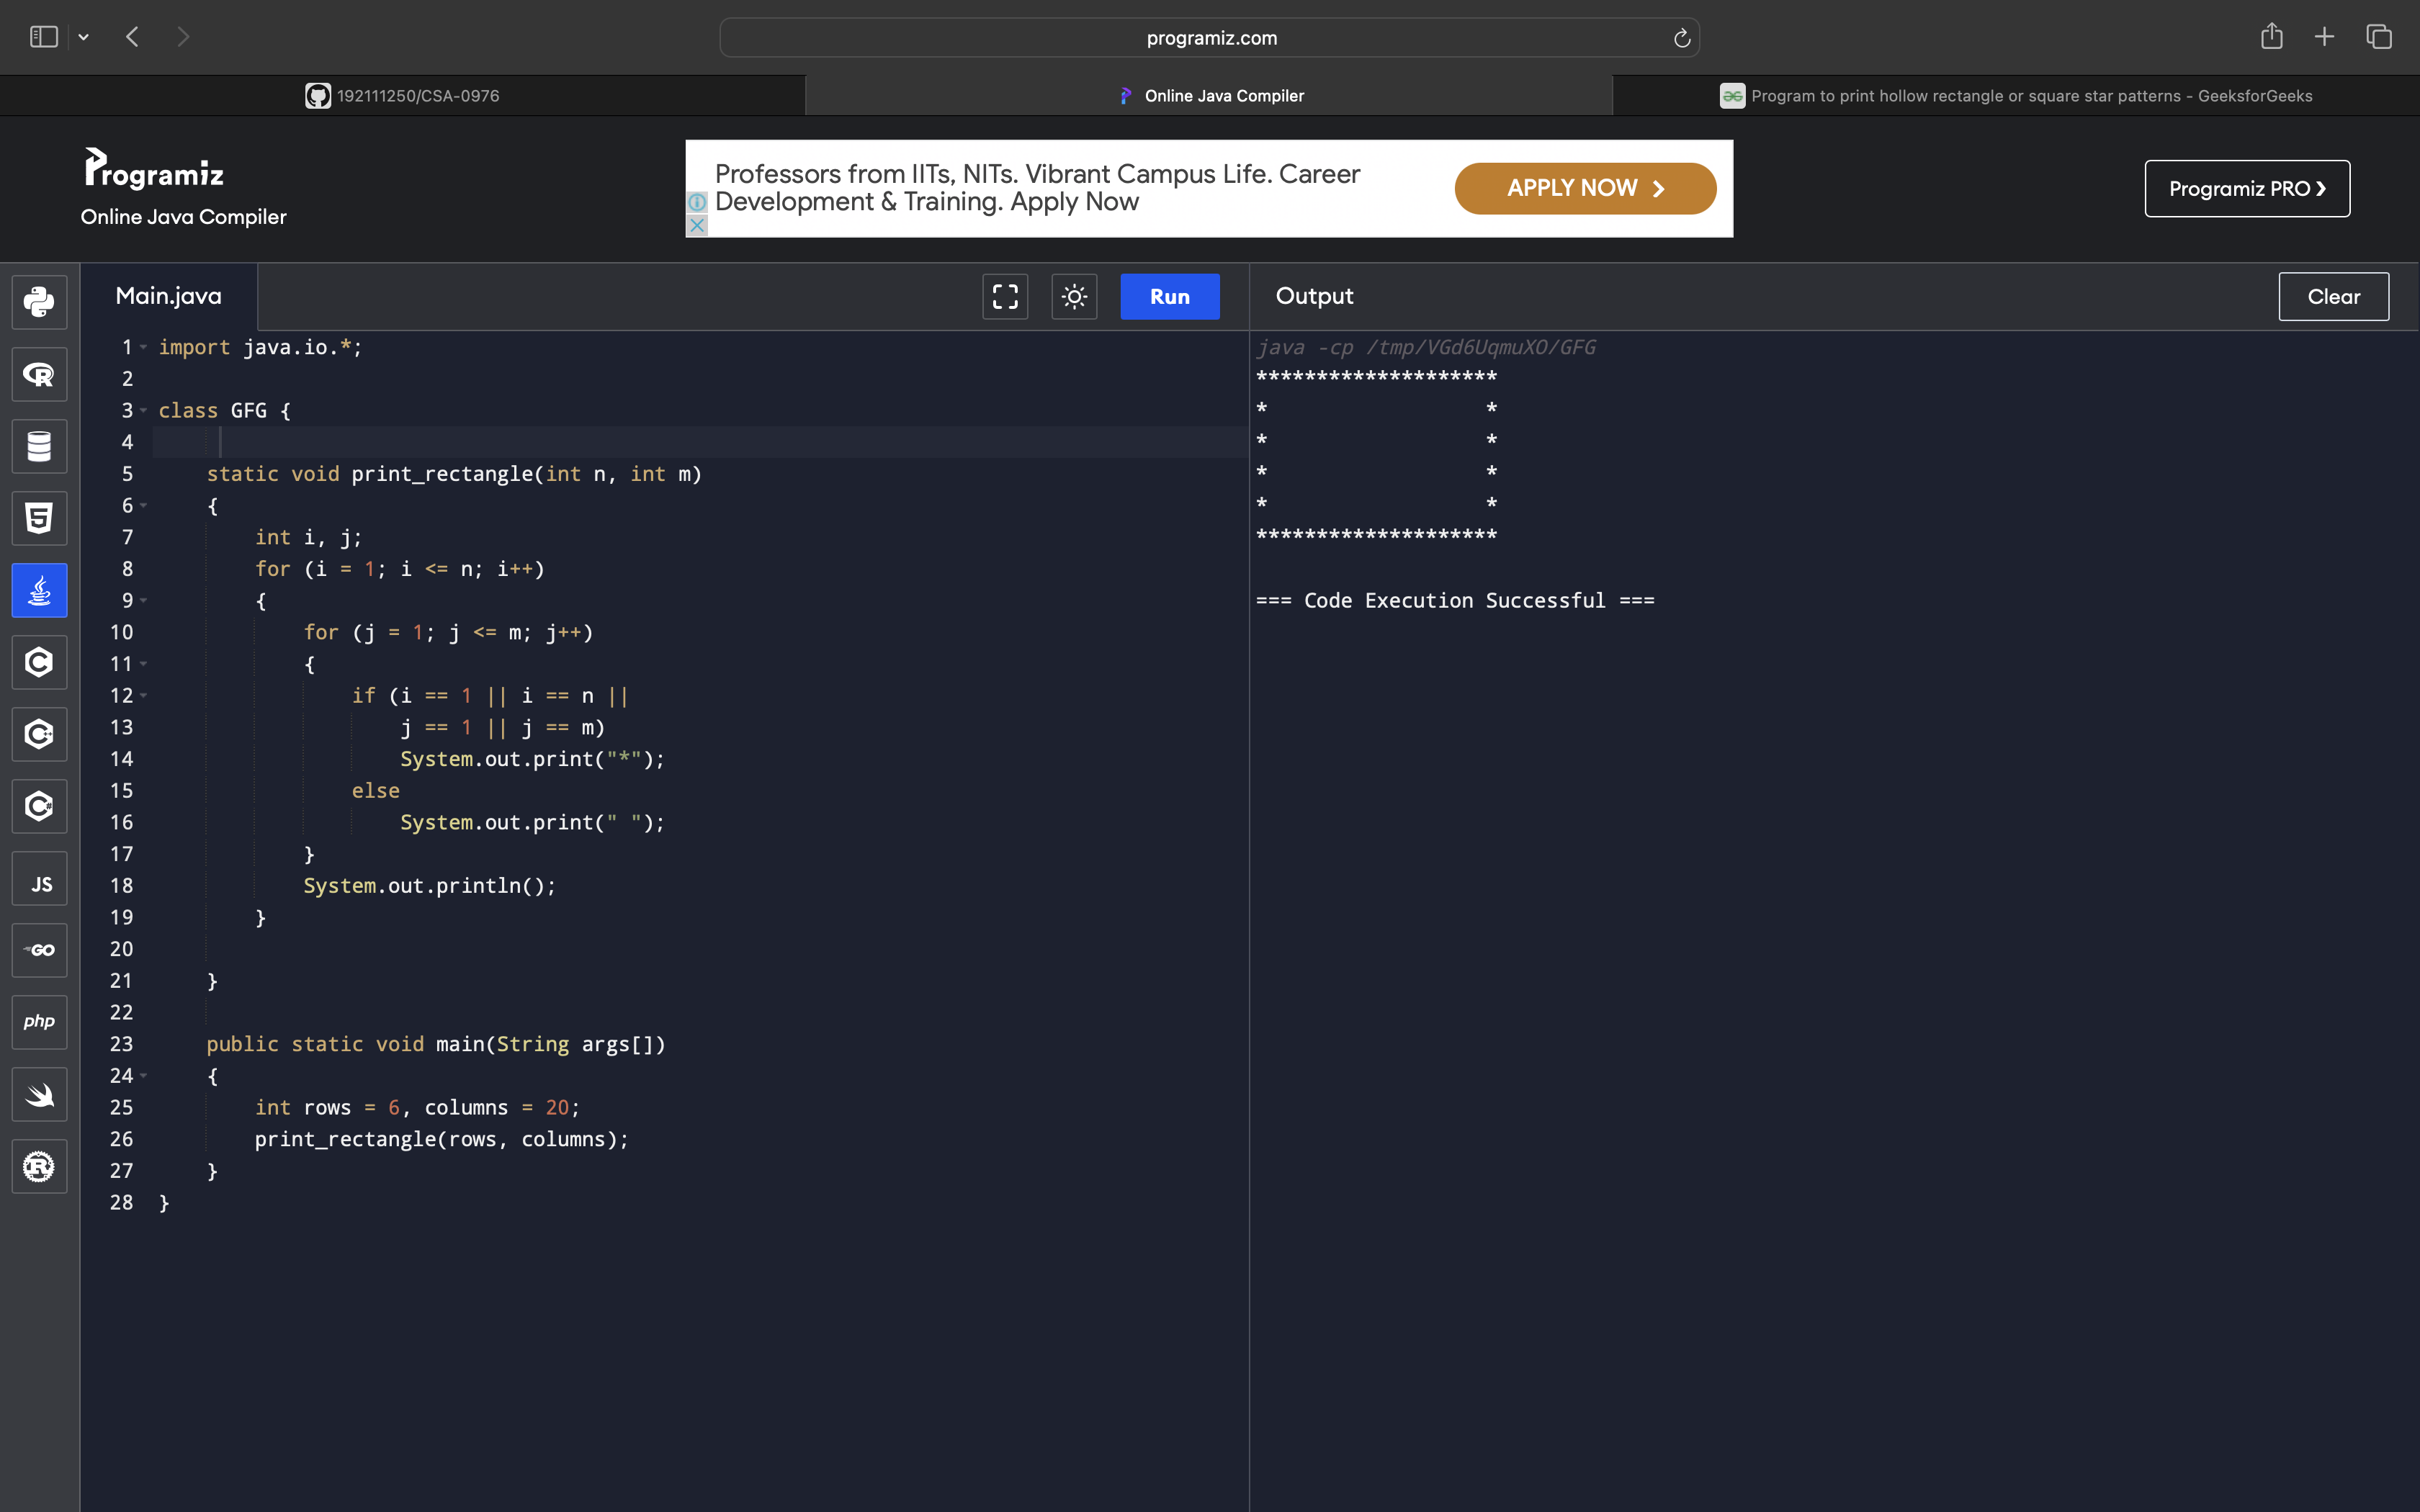 programiz.com
192111250/CSA-0976
Online Java Compiler
Program to print hollow rectangle or square star patterns - GeeksforGeeks
Programiz
Online Java Compiler
Professors from IITs, NITs. Vibrant Campus Life. Career
Development & Training. Apply Now
APPLY NOW
Programiz PRO
Main.java
Run
Output
Clear
1 import java.io.*;
2
3 class GFG {
4
5     static void print_rectangle(int n, int m)
6     {
7         int i, j;
8         for (i = 1; i <= n; i++)
9         {
10             for (j = 1; j <= m; j++)
11             {
12                 if (i == 1 || i == n ||
13                     j == 1 || j == m)
14                     System.out.print("*");
15                 else
16                     System.out.print(" ");
17             }
18             System.out.println();
19         }
20
21     }
22
23     public static void main(String args[])
24     {
25         int rows = 6, columns = 20;
26         print_rectangle(rows, columns);
27     }
28 }
java -cp /tmp/VGd6UqmuXO/GFG
********************
*                  *
*                  *
*                  *
*                  *
********************
=== Code Execution Successful ===
R
5
C
C++
C#
JS
GO
php
R